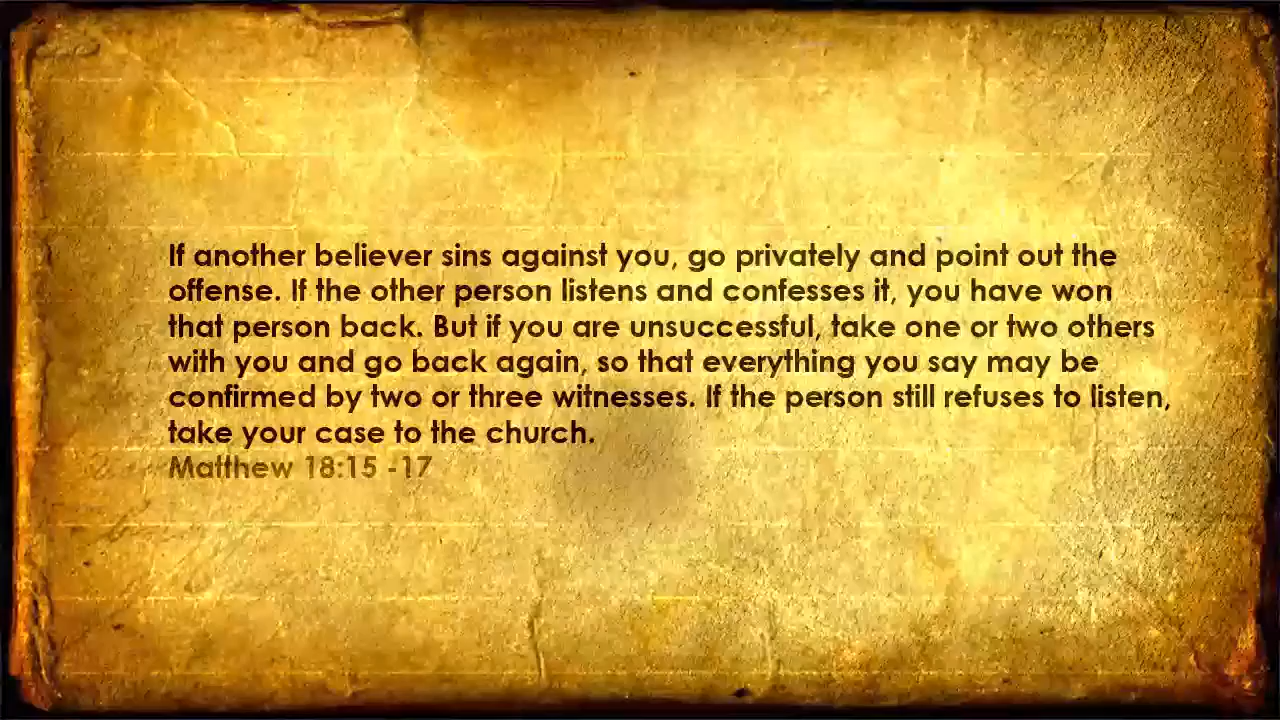 If another believer sins against you, go privately and point out the
offense. If the other person listens and confesses it, you have won
that person back. But if you are unsuccessful, take one or two others
with you and go back again, so that everything you say may be
confirmed by two or three witnesses. If the person still refuses to listen,
take your case to the church.
Matthew 18:15 -17